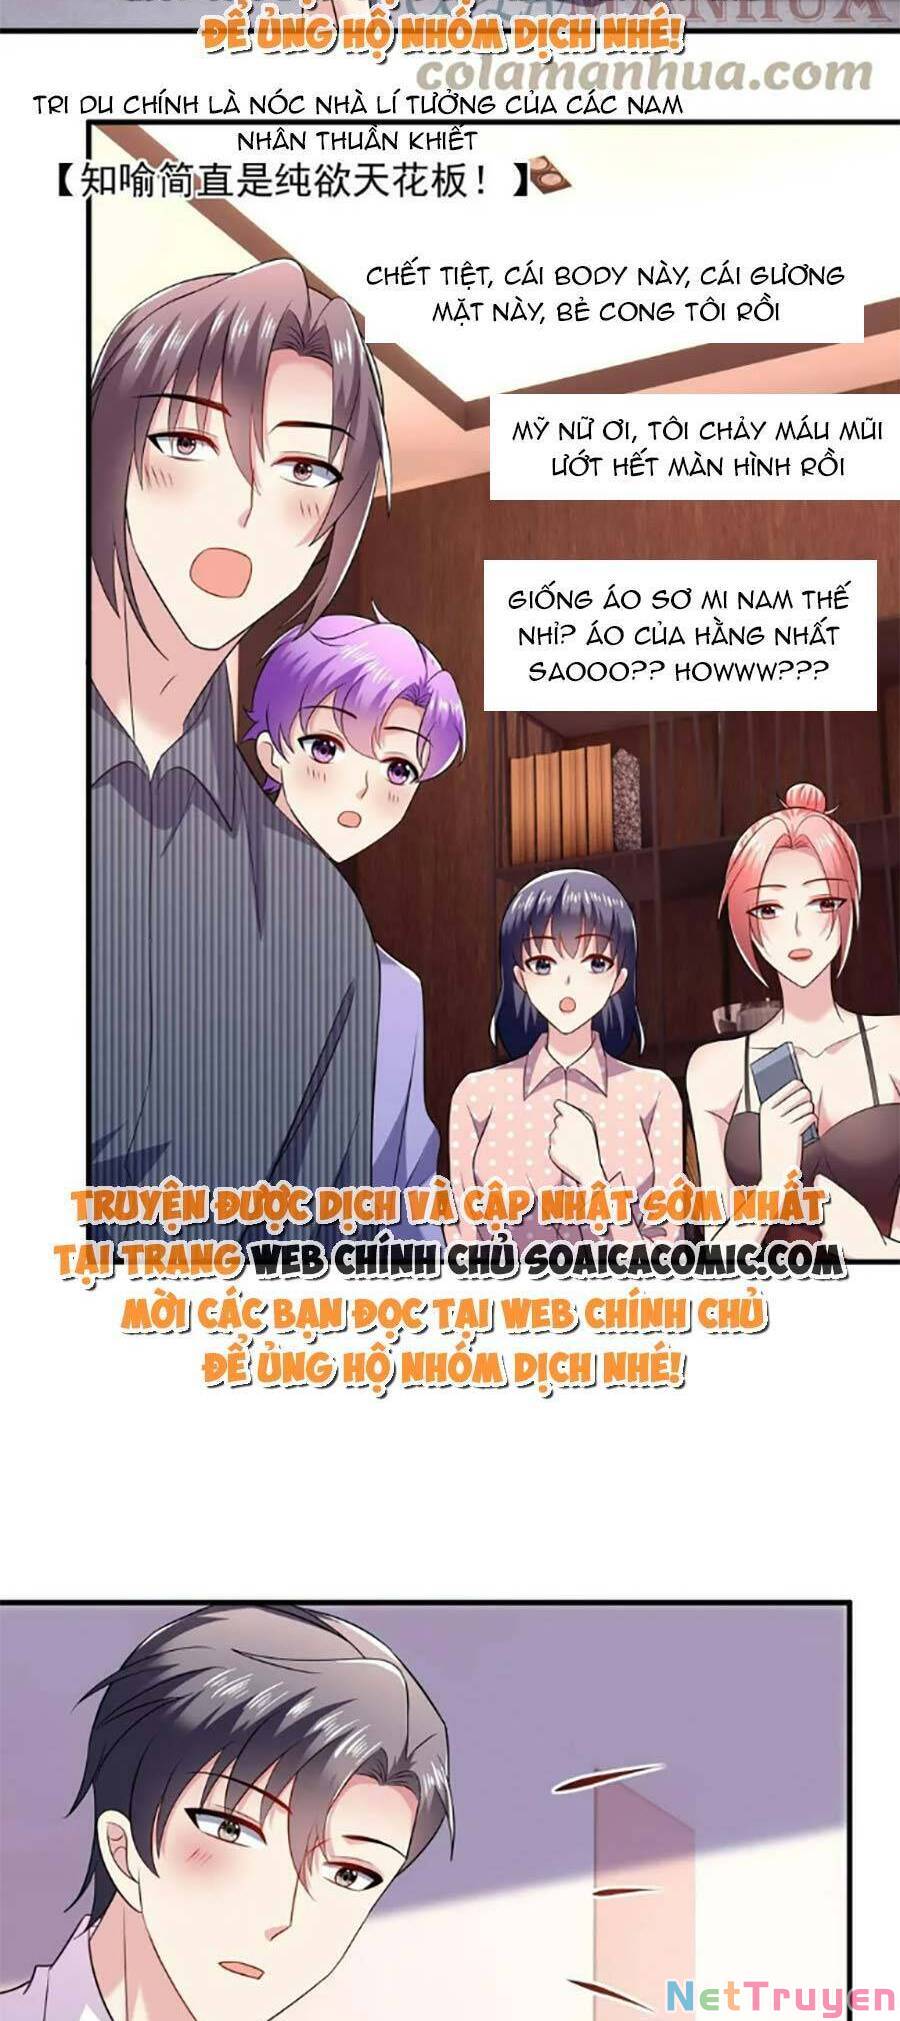 MANHUA
ĐỂ ỦNG HỘ NHÓM DỊCH NHÉ!
colamanhua.com
TRI DU CHÍNH LÀ NÓC NHÀ LÍ TƯỞNG CỦA CÁC NAM
NHÂN THUẦN KHIẾT
【知喻简直是纯欲天花板！】
CHẾT TIỆT, CÁI BODY NÀY, CÁI GƯƠNG
MẶT NÀY, BẺ CONG TÔI RỒI
MỸ NỮ ƠI, TÔI CHẢY MÁU MŨI
ƯỚT HẾT MÀN HÌNH RỒI
GIỐNG ÁO SƠ MI NAM THẾ
NHỈ? ÁO CỦA HẰNG NHẤT
SAOOO?? HOWWW???
TRUYỆN ĐƯỢC DỊCH VÀ CẬP NHẬT SỚM NHẤT
TẠI TRANG WEB CHÍNH CHỦ SOAICACOMIC.COM
MỜI CÁC BẠN ĐỌC TẠI WEB CHÍNH CHỦ
ĐỂ ỦNG HỘ NHÓM DỊCH NHÉ!
NetTruyen